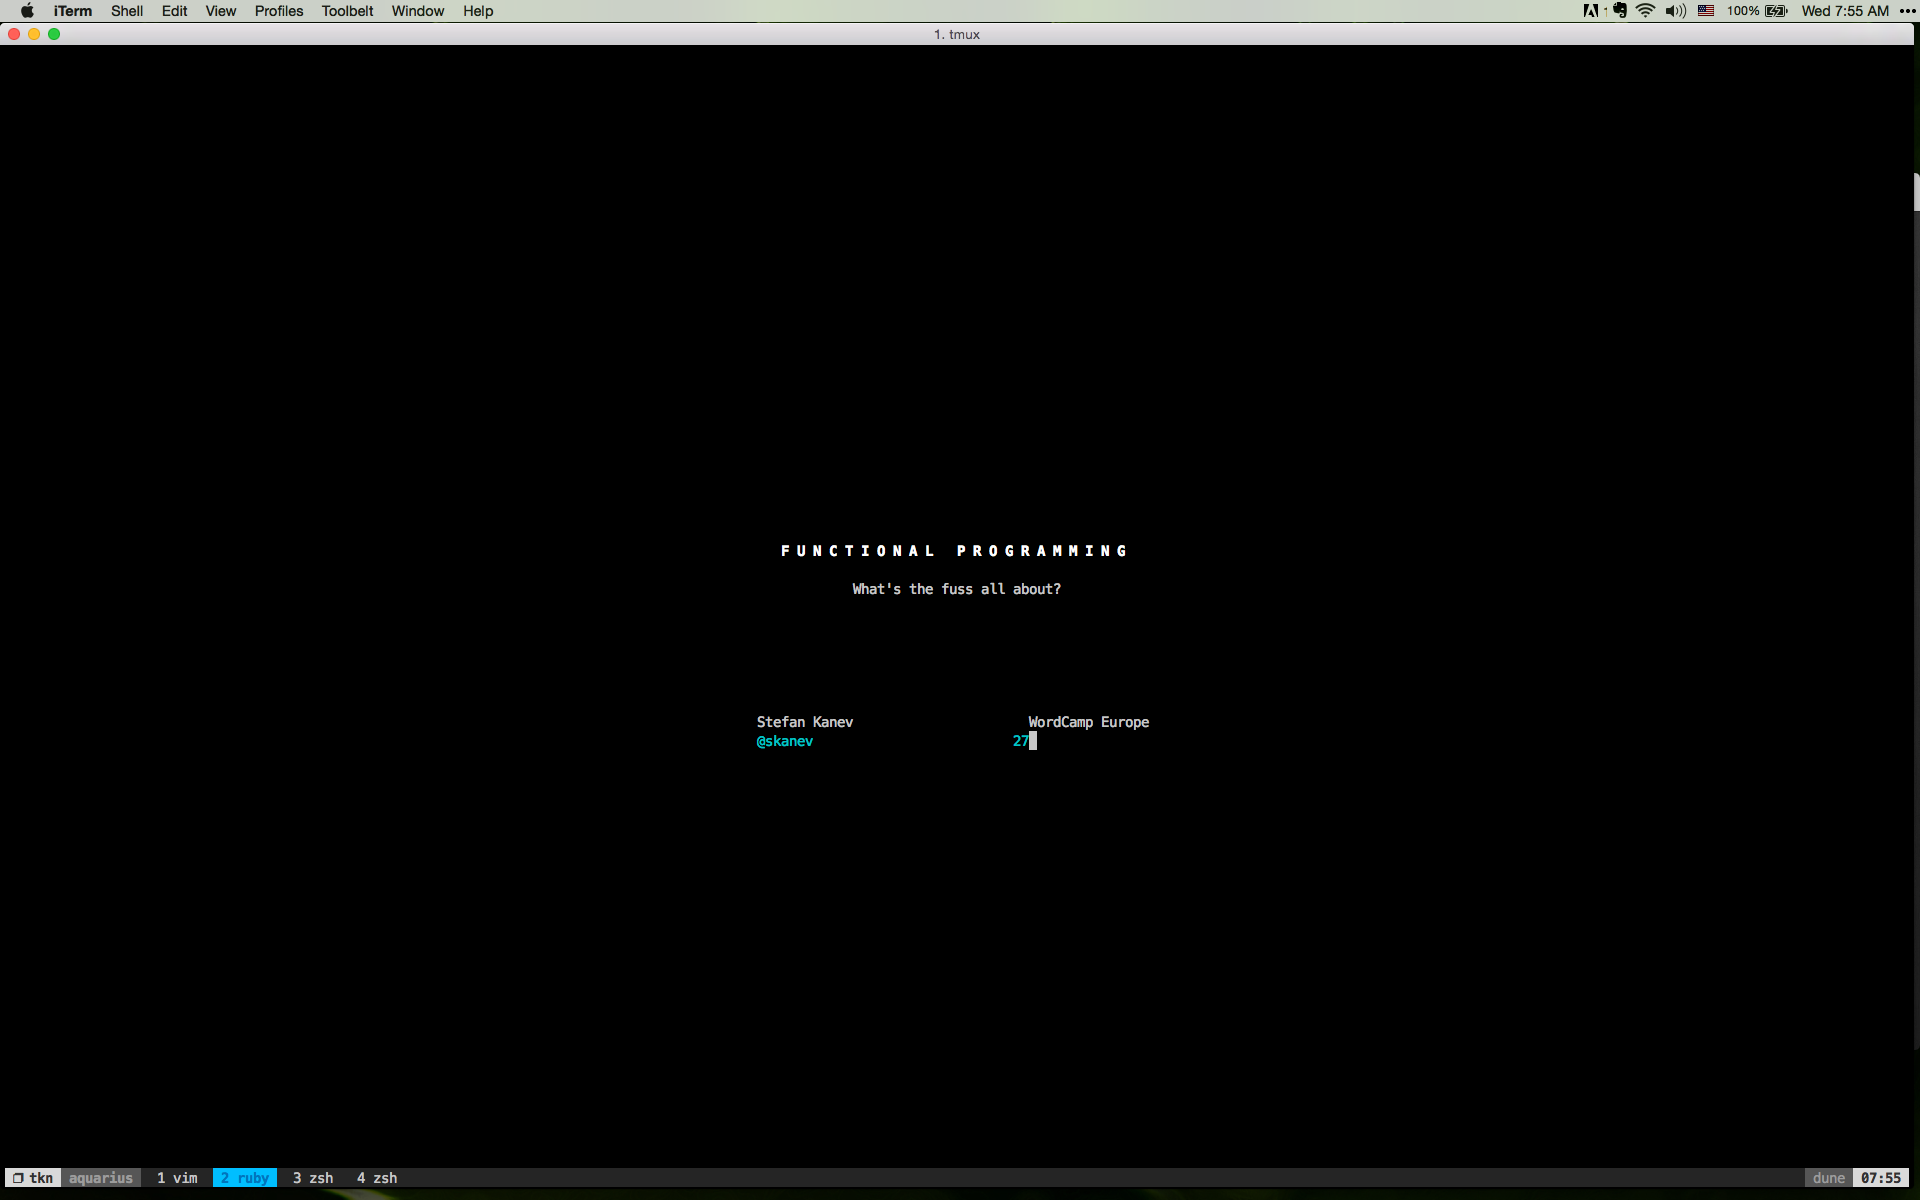 iTerm Shell Edit View Profiles Toolbelt Window Help 100% Wed 7:55 AM
1. tmux
F U N C T I O N A L P R O G R A M M I N G
What's the fuss all about?
Stefan Kanev WordCamp Europe
@skanev 27
tkn aquarius 1 vim 2 ruby 3 zsh 4 zsh dune 07:55